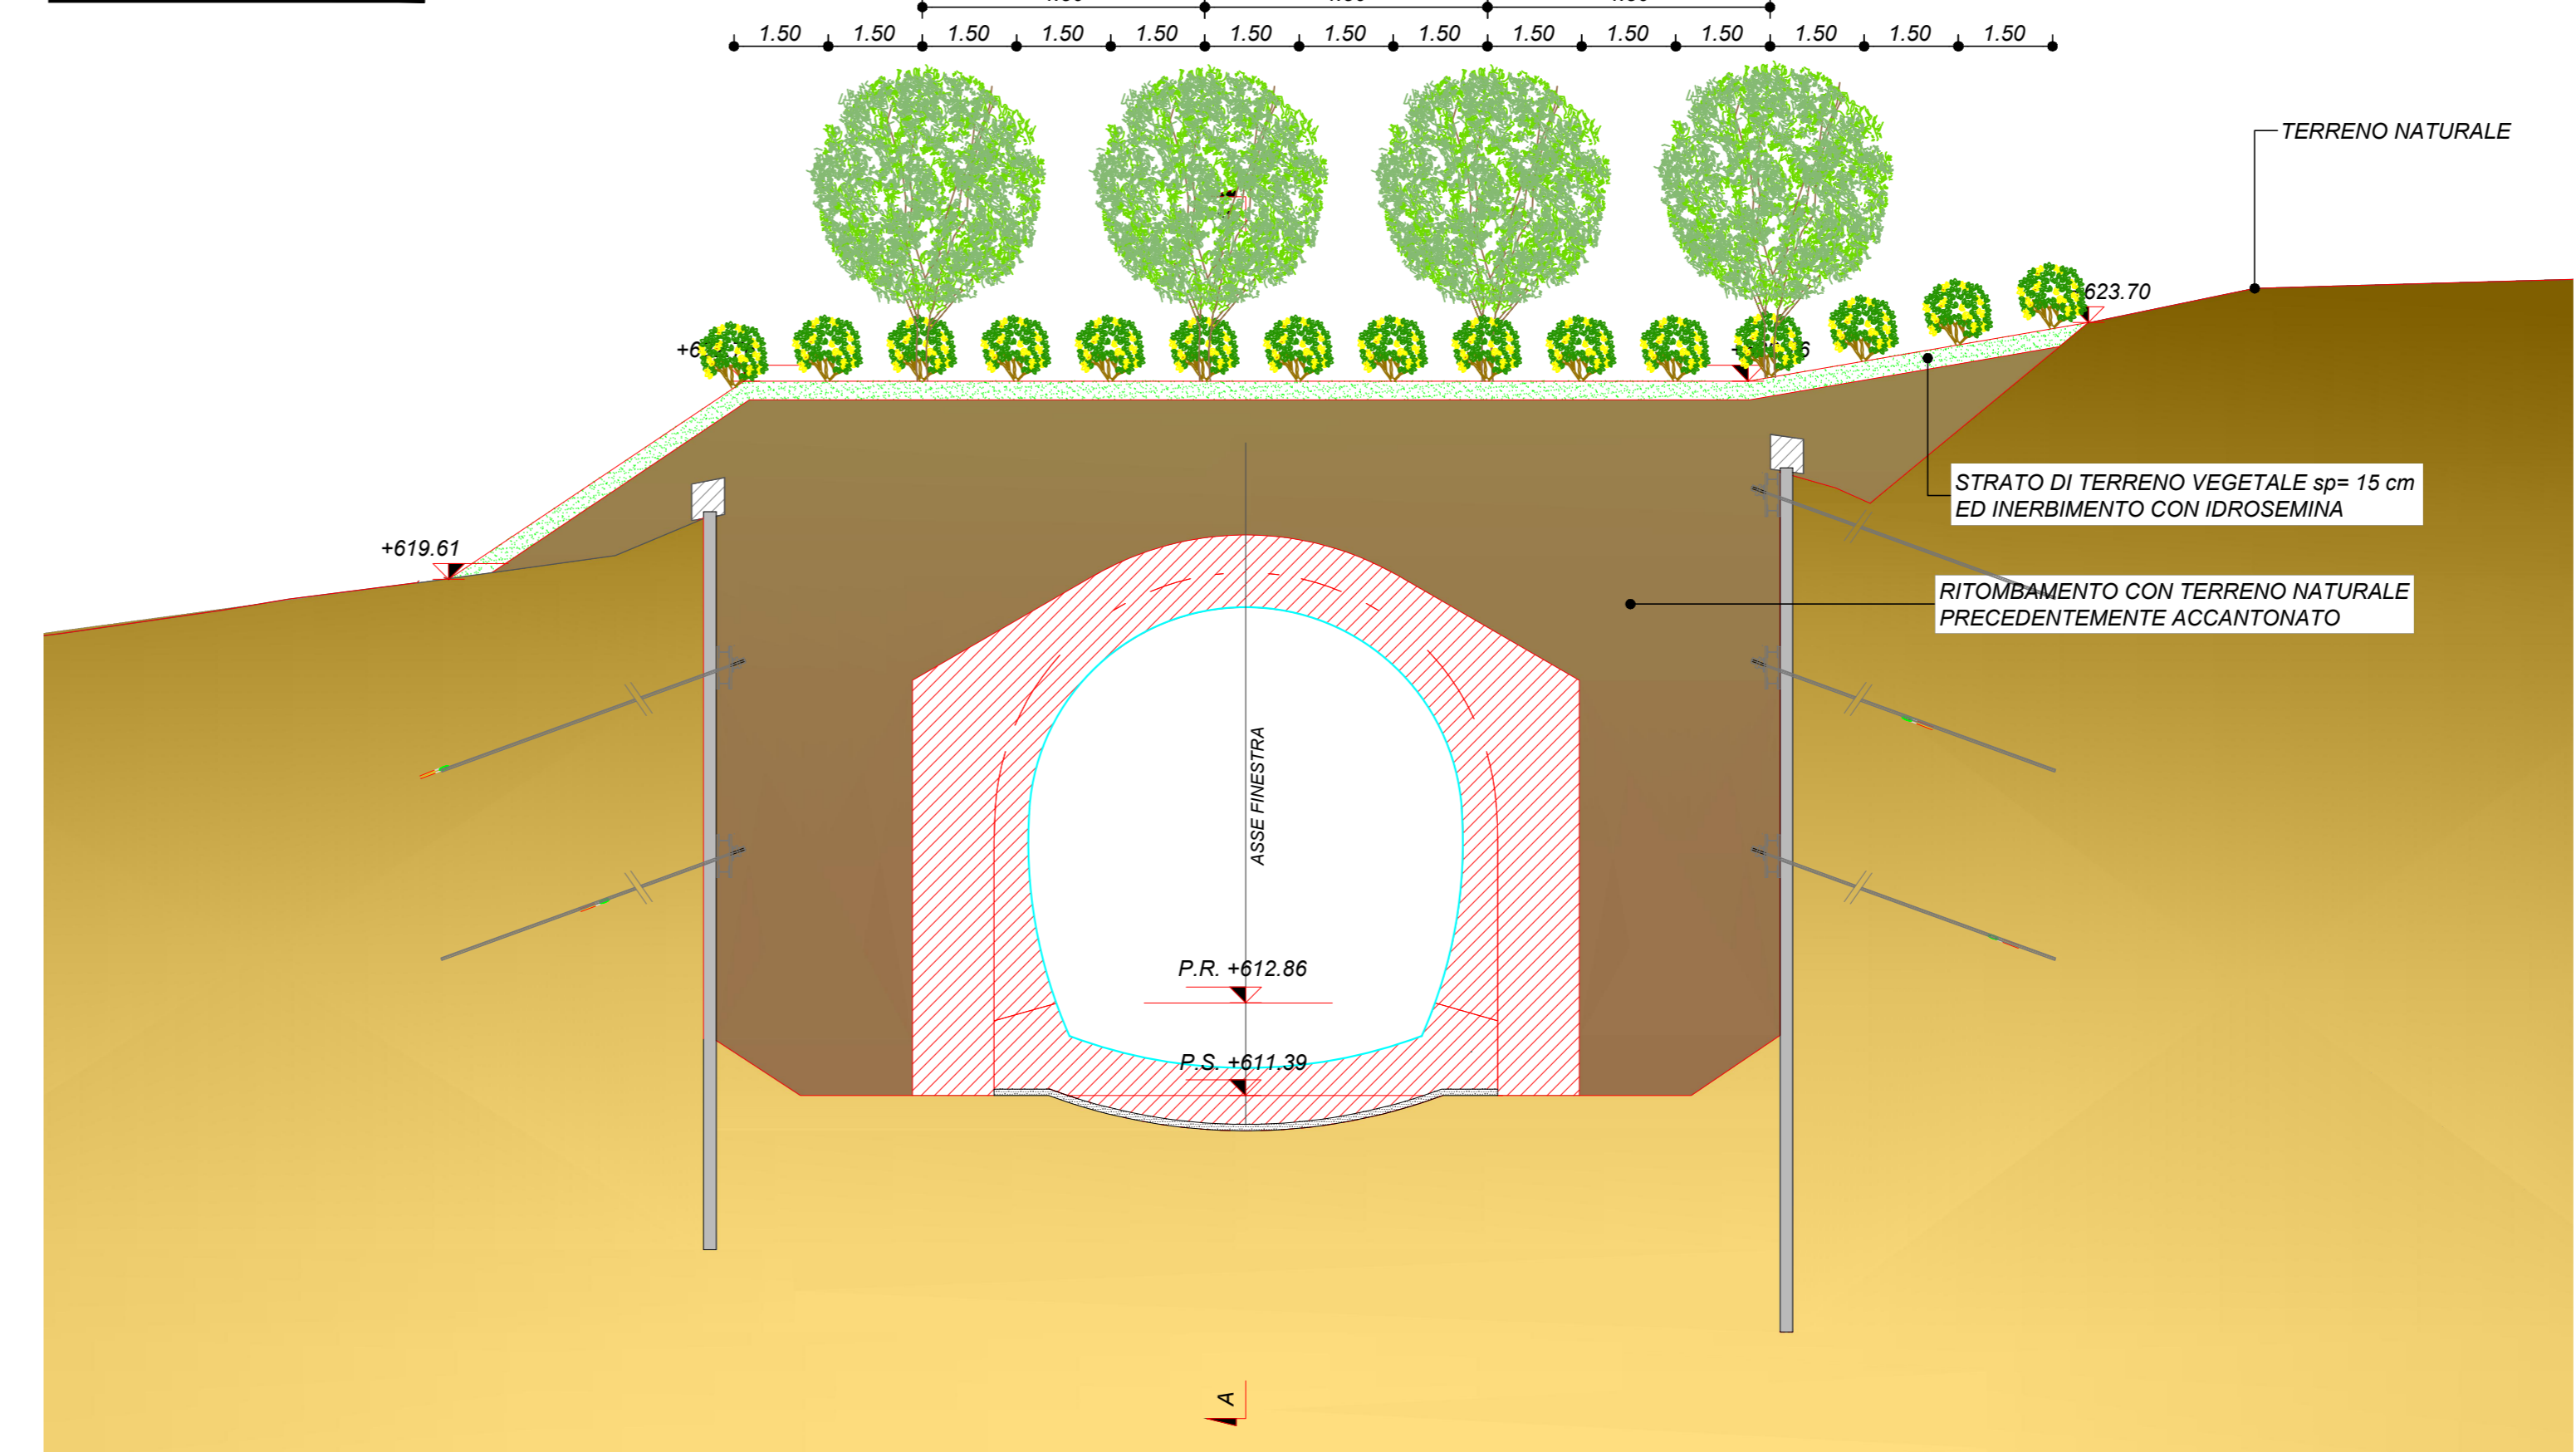 1.50 1.50 1.50 1.50 1.50 1.50 1.50 1.50 1.50 1.50 1.50 1.50 1.50 1.50
TERRENO NATURALE
623.70
STRATO DI TERRENO VEGETALE sp= 15 cm
ED INERBIMENTO CON IDROSEMINA
+619.61
RITOMBAMENTO CON TERRENO NATURALE
PRECEDENTEMENTE ACCANTONATO
ASSE FINESTRA
P.R. +612.86
P.S. +611.39
A